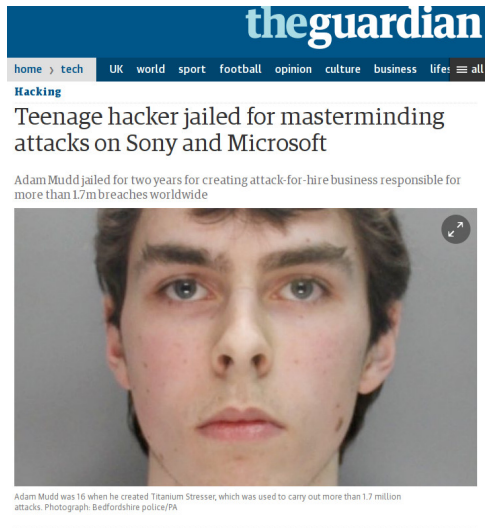 theguardian
home › tech UK world sport football opinion culture business lifes ≡ all
Hacking
Teenage hacker jailed for masterminding
attacks on Sony and Microsoft
Adam Mudd jailed for two years for creating attack-for-hire business responsible for
more than 1.7m breaches worldwide
Adam Mudd was 16 when he created Titanium Stresser, which was used to carry out more than 1.7 million
attacks. Photograph: Bedfordshire police/PA